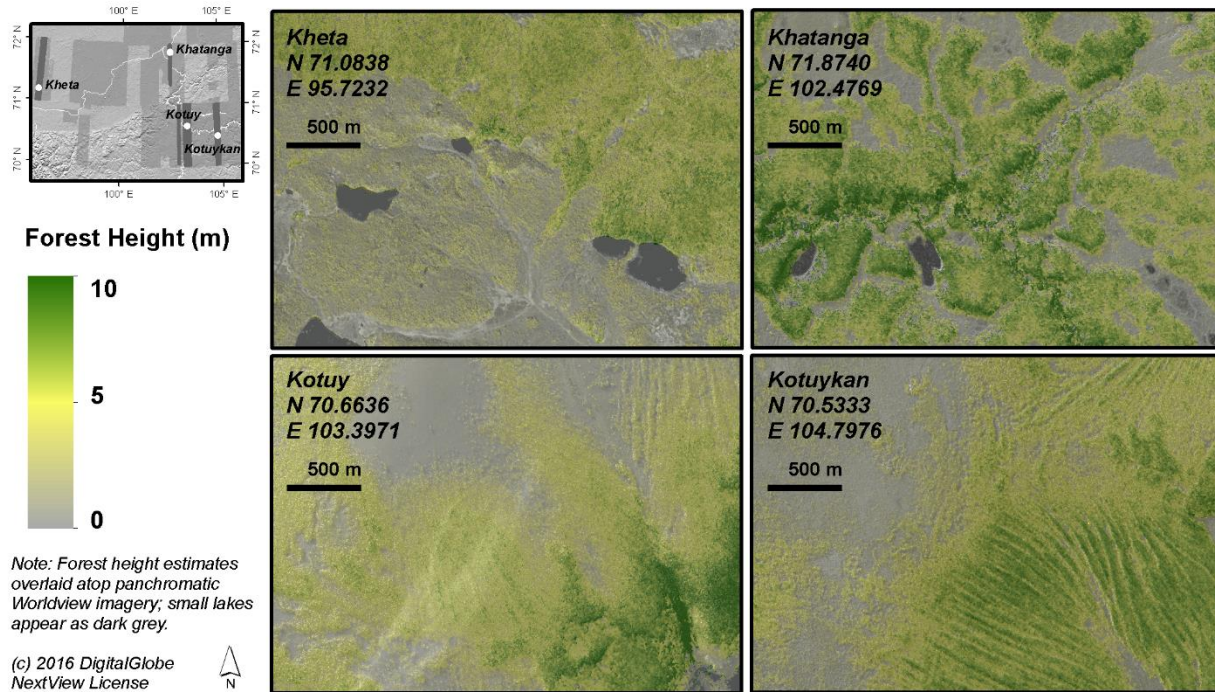 100° E
105° E
72° N
71° N
70° N
72° N
71° N
70° N
100° E
105° E
Kheta
Khatanga
Kotuy
Kotuykan
Forest Height (m)
10
5
0
Note: Forest height estimates
overlaid atop panchromatic
Worldview imagery; small lakes
appear as dark grey.
(c) 2016 DigitalGlobe
NextView License
N
Kheta
N 71.0838
E 95.7232
500 m
Khatanga
N 71.8740
E 102.4769
500 m
Kotuy
N 70.6636
E 103.3971
500 m
Kotuykan
N 70.5333
E 104.7976
500 m